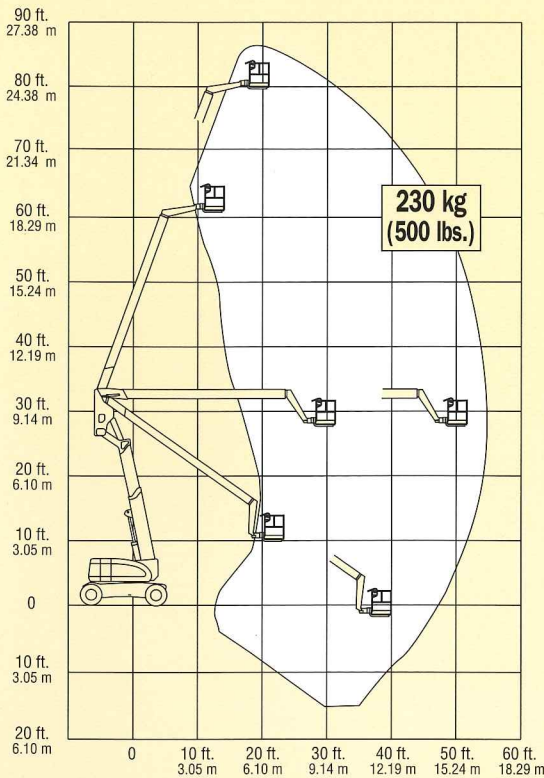 90 ft.
27.38 m
80 ft.
24.38 m
70 ft.
21.34 m
60 ft.
18.29 m
50 ft.
15.24 m
40 ft.
12.19 m
30 ft.
9.14 m
20 ft.
6.10 m
10 ft.
3.05 m
0
10 ft.
3.05 m
20 ft.
6.10 m
230 kg
(500 lbs.)
0 10 ft. 20 ft. 30 ft. 40 ft. 50 ft. 60 ft.
3.05 m 6.10 m 9.14 m 12.19 m 15.24 m 18.29 m